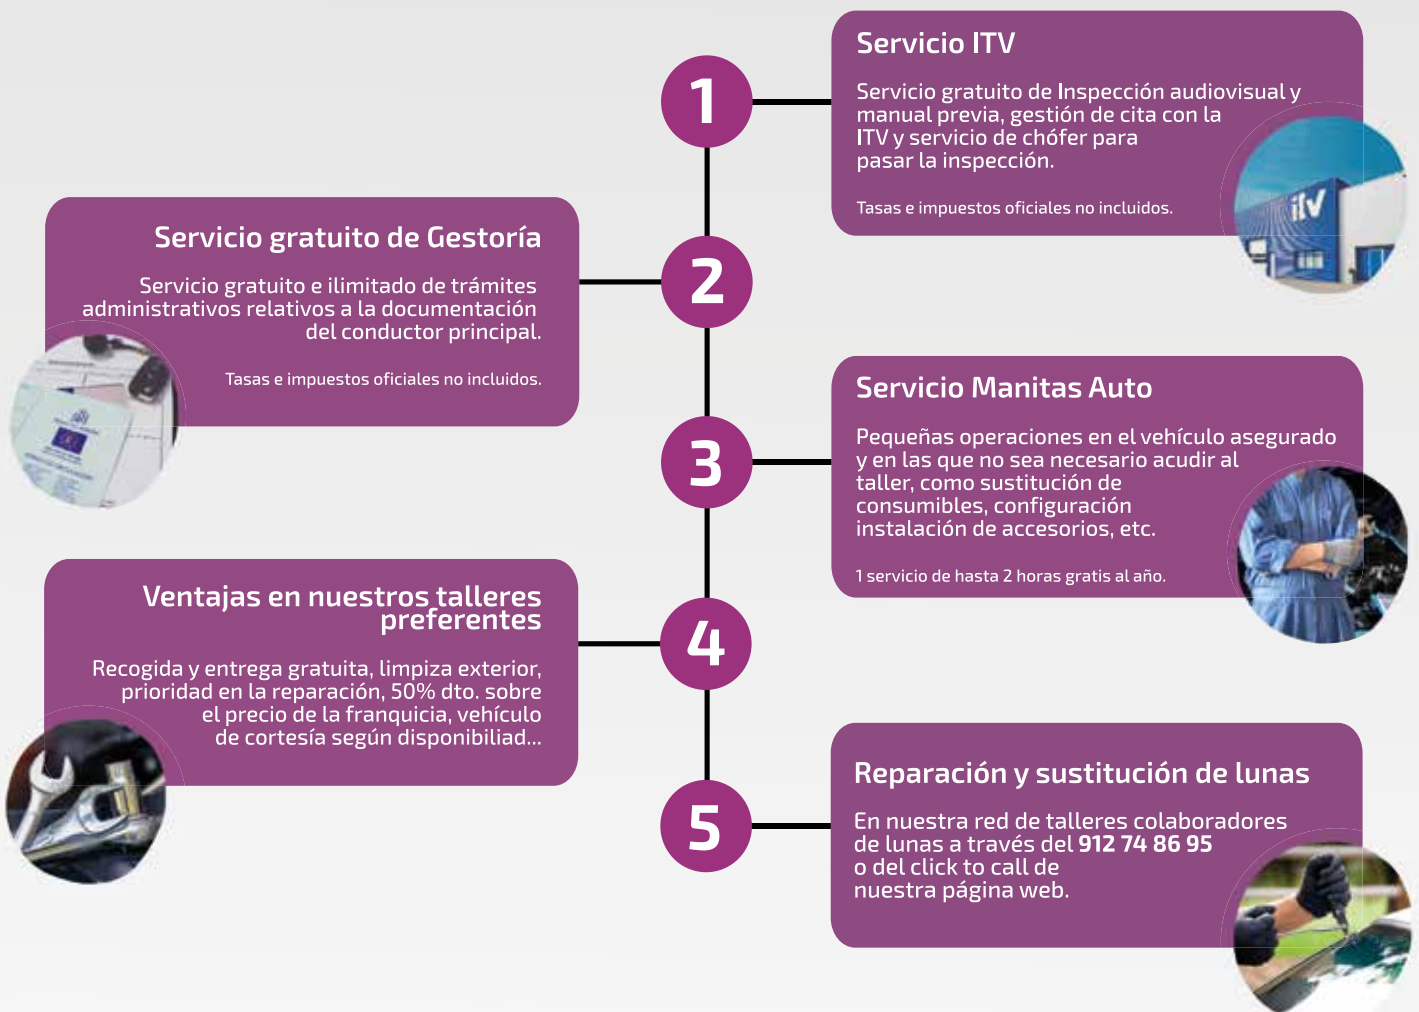 1
Servicio ITV
Servicio gratuito de Inspección audiovisual y
manual previa, gestión de cita con la
ITV y servicio de chófer para
pasar la inspección.
Tasas e impuestos oficiales no incluidos.
itv
2
Servicio gratuito de Gestoría
Servicio gratuito e ilimitado de trámites
administrativos relativos a la documentación
del conductor principal.
Tasas e impuestos oficiales no incluidos.
3
Servicio Manitas Auto
Pequeñas operaciones en el vehículo asegurado
y en las que no sea necesario acudir al
taller, como sustitución de
consumibles, configuración
instalación de accesorios, etc.
1 servicio de hasta 2 horas gratis al año.
4
Ventajas en nuestros talleres
preferentes
Recogida y entrega gratuita, limpiza exterior,
prioridad en la reparación, 50% dto. sobre
el precio de la franquicia, vehículo
de cortesía según disponibiliad...
5
Reparación y sustitución de lunas
En nuestra red de talleres colaboradores
de lunas a través del 912 74 86 95
o del click to call de
nuestra página web.